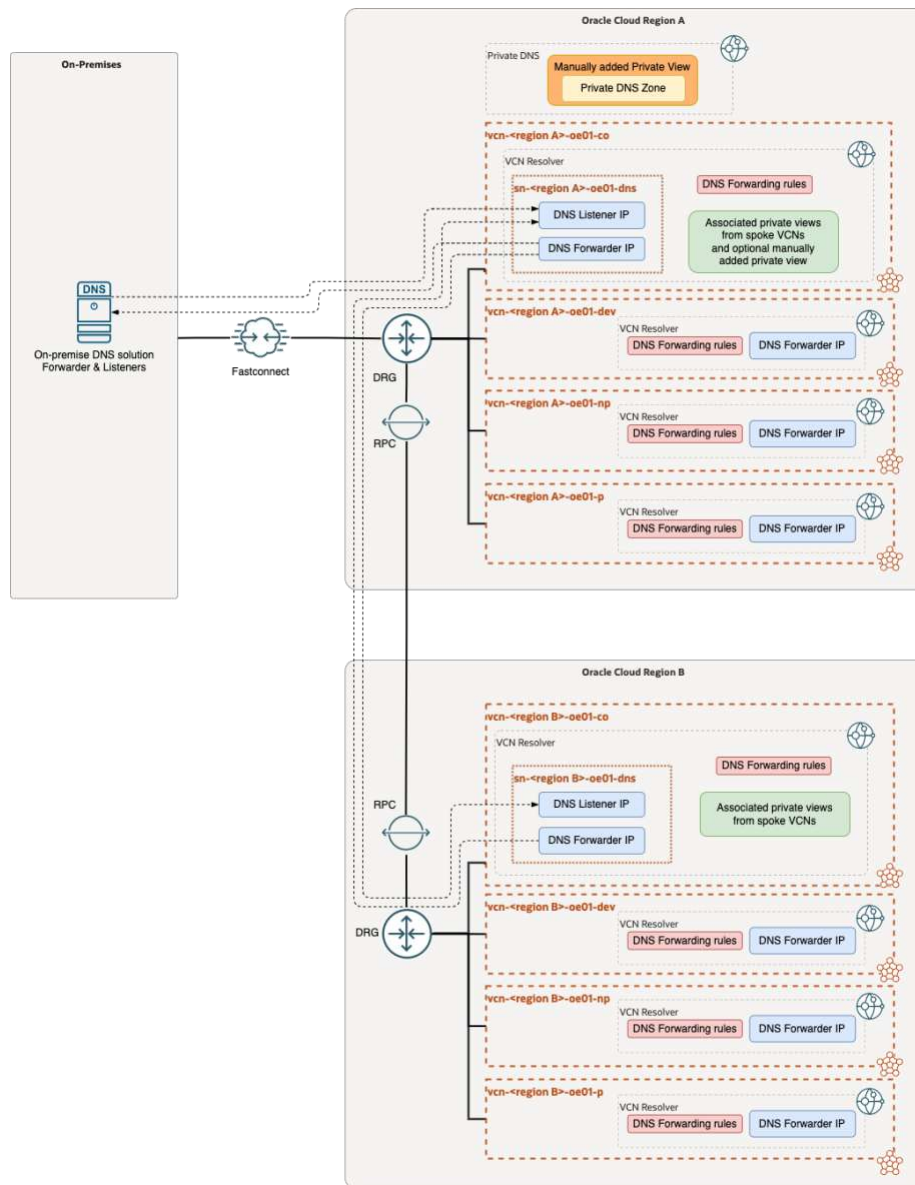 Oracle Cloud Region A
On-Premises
Private DNS
Manually added Private View
Private DNS Zone
vcn-<region A>-oe01-co
VCN Resolver
sn-<region A>-oe01-dns
DNS Forwarding rules
DNS Listener IP
Associated private views
from spoke VCNs
and optional manually
added private view
DNS Forwarder IP
DNS
On-premise DNS solution
Forwarder & Listeners
Fastconnect
DRG
RPC
vcn-<region A>-oe01-dev
VCN Resolver
DNS Forwarding rules
DNS Forwarder IP
vcn-<region A>-oe01-np
VCN Resolver
DNS Forwarding rules
DNS Forwarder IP
vcn-<region A>-oe01-p
VCN Resolver
DNS Forwarding rules
DNS Forwarder IP
Oracle Cloud Region B
vcn-<region B>-oe01-co
VCN Resolver
DNS Forwarding rules
sn-<region B>-oe01-dns
DNS Listener IP
Associated private views
from spoke VCNs
DNS Forwarder IP
RPC
DRG
vcn-<region B>-oe01-dev
VCN Resolver
DNS Forwarding rules
DNS Forwarder IP
vcn-<region B>-oe01-np
VCN Resolver
DNS Forwarding rules
DNS Forwarder IP
vcn-<region B>-oe01-p
VCN Resolver
DNS Forwarding rules
DNS Forwarder IP